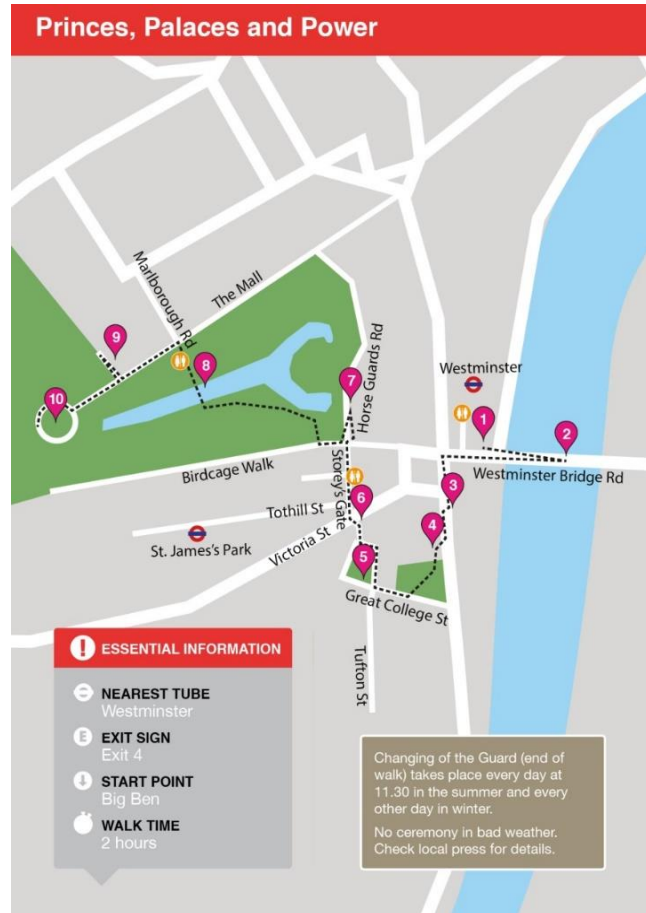 Princes, Palaces and Power
Marlborough Rd
The Mall
9
8
10
7
Horse Guards Rd
Westminster
1
2
Westminster Bridge Rd
Birdcage Walk
Storey's Gate
3
6
Tothill St
4
St. James's Park
Victoria St
5
Great College St
Tufton St
! ESSENTIAL INFORMATION
NEAREST TUBE
Westminster
E EXIT SIGN
Exit 4
START POINT
Big Ben
WALK TIME
2 hours
Changing of the Guard (end of
walk) takes place every day at
11.30 in the summer and every
other day in winter.
No ceremony in bad weather.
Check local press for details.